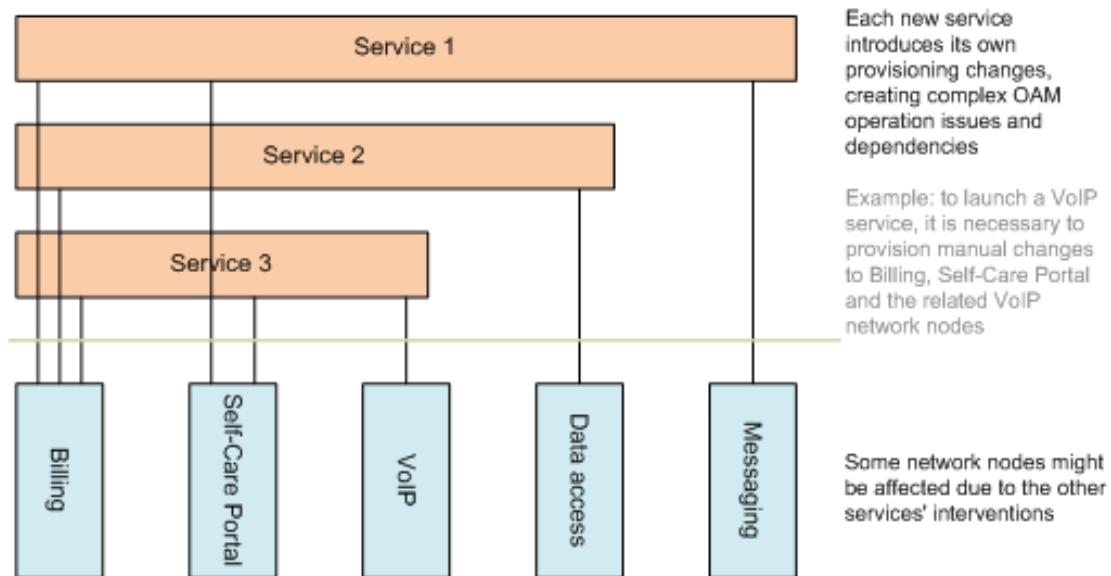 Service 1
Service 2
Service 3
Each new service
introduces its own
provisioning changes,
creating complex OAM
operation issues and
dependencies
Example: to launch a VoIP
service, it is necessary to
provision manual changes
to Billing, Self-Care Portal
and the related VoIP
network nodes
Billing
Self-Care Portal
VoIP
Data access
Messaging
Some network nodes might
be affected due to the other
services' interventions